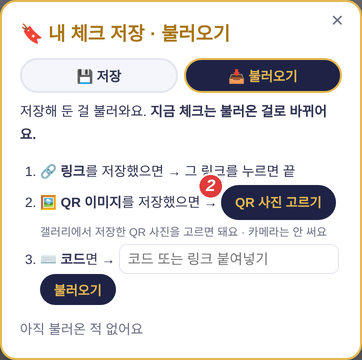 🔖 내 체크 저장 · 불러오기
✕
💾 저장
📥 불러오기
저장해 둔 걸 불러와요. 지금 체크는 불러온 걸로 바뀌어
요.
1. 🔗 링크를 저장했으면 → 그 링크를 누르면 끝
2
2. 🖼️ QR 이미지를 저장했으면 → QR 사진 고르기
갤러리에서 저장한 QR 사진을 고르면 돼요 · 카메라는 안 써요
3. ⌨️ 코드면 → 코드 또는 링크 붙여넣기
불러오기
아직 불러온 적 없어요